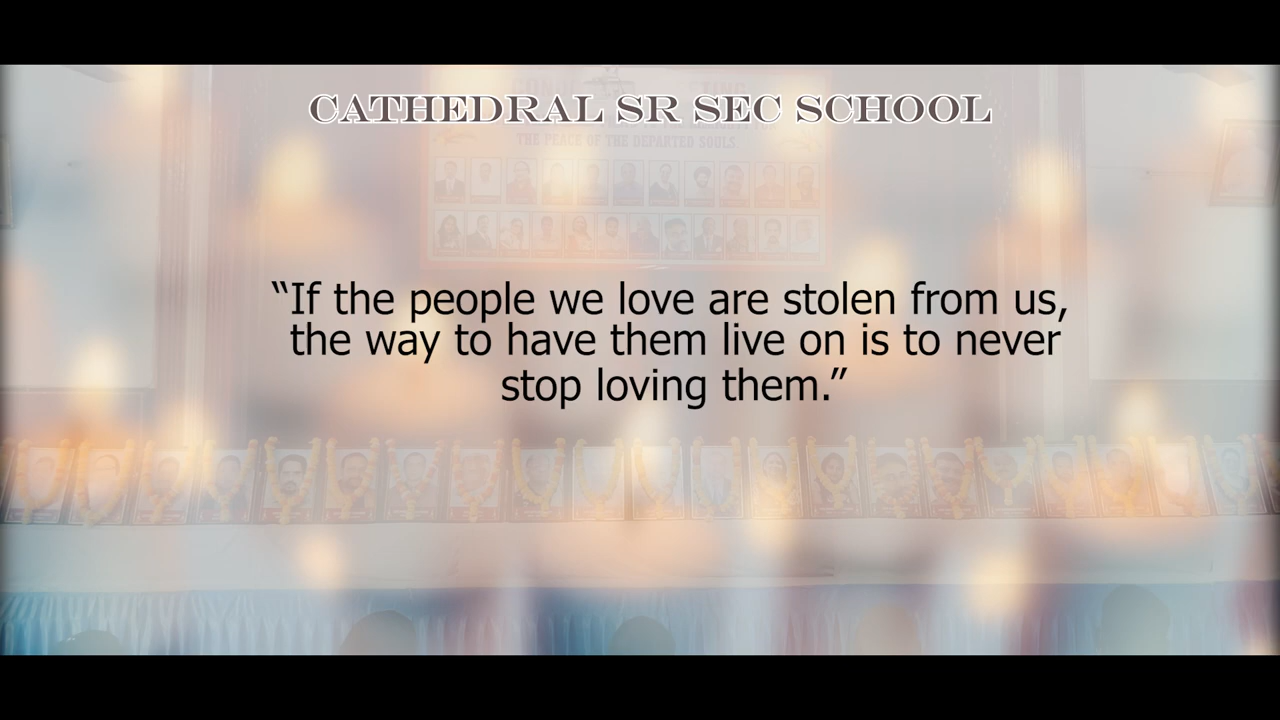 CATHEDRAL SR SEC SCHOOL
THE PEACE OF THE DEPARTED SOULS
“If the people we love are stolen from us,
the way to have them live on is to never
stop loving them.”